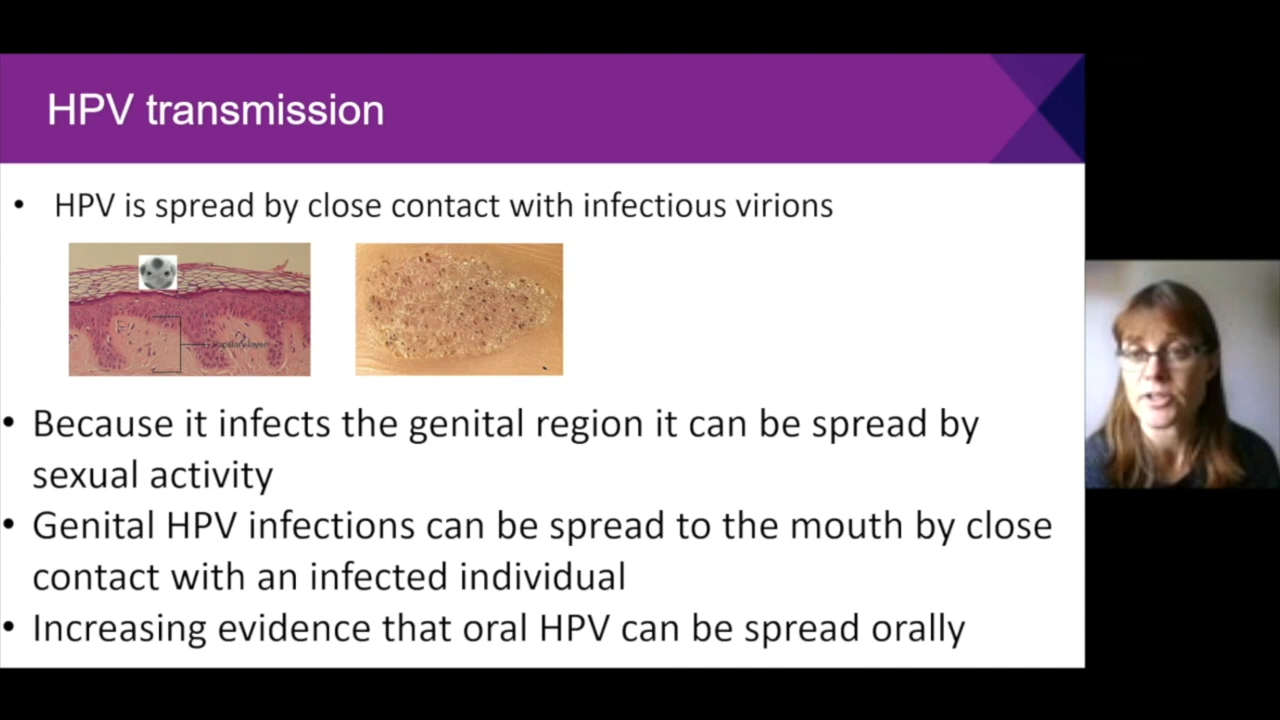 HPV transmission
• HPV is spread by close contact with infectious virions
Papillary layer
• Because it infects the genital region it can be spread by
sexual activity
• Genital HPV infections can be spread to the mouth by close
contact with an infected individual
• Increasing evidence that oral HPV can be spread orally